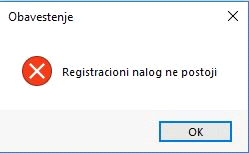 Obavestenje
Registracioni nalog ne postoji
OK